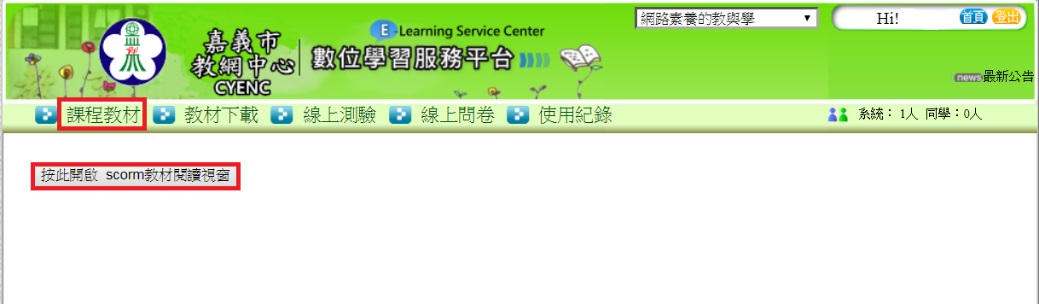 嘉義市
教網中心
CYENC
E-Learning Service Center
數位學習服務平台
網路素養的教與學
Hi! 首頁 登出
news 最新公告
課程教材 教材下載 線上測驗 線上問卷 使用紀錄 系統：1人 同學：0人
按此開啟 scorm教材閱讀視窗